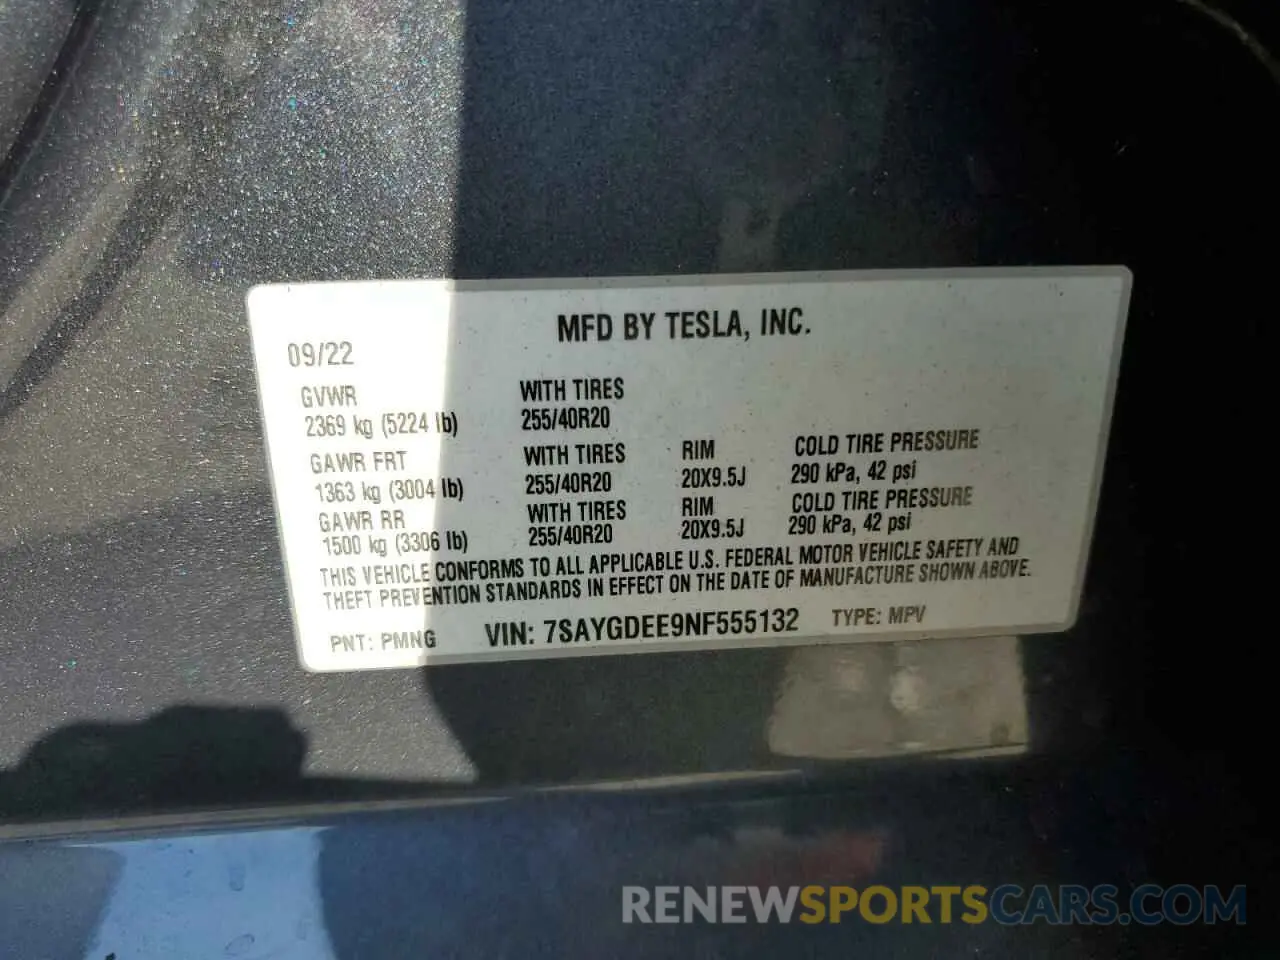 MFD BY TESLA, INC.
09/22
GVWR WITH TIRES
2369 kg (5224 lb) 255/40R20
GAWR FRT WITH TIRES RIM COLD TIRE PRESSURE
1363 kg (3004 lb) 255/40R20 20X9.5J 290 kPa, 42 psi
GAWR RR WITH TIRES RIM COLD TIRE PRESSURE
1500 kg (3306 lb) 255/40R20 20X9.5J 290 kPa, 42 psi
THIS VEHICLE CONFORMS TO ALL APPLICABLE U.S. FEDERAL MOTOR VEHICLE SAFETY AND
THEFT PREVENTION STANDARDS IN EFFECT ON THE DATE OF MANUFACTURE SHOWN ABOVE.
PNT: PMNG VIN: 7SAYGDEE9NF555132 TYPE: MPV
RENEWSPORTSCARS.COM